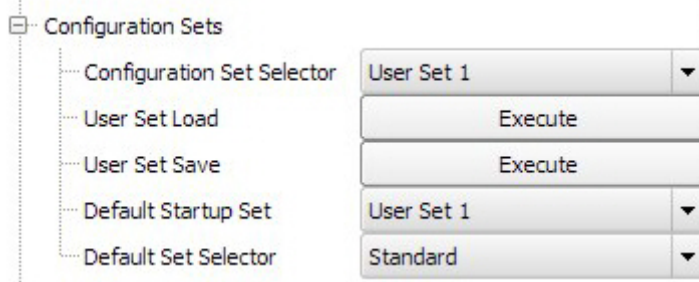 Configuration Sets
Configuration Set Selector User Set 1
User Set Load Execute
User Set Save Execute
Default Startup Set User Set 1
Default Set Selector Standard